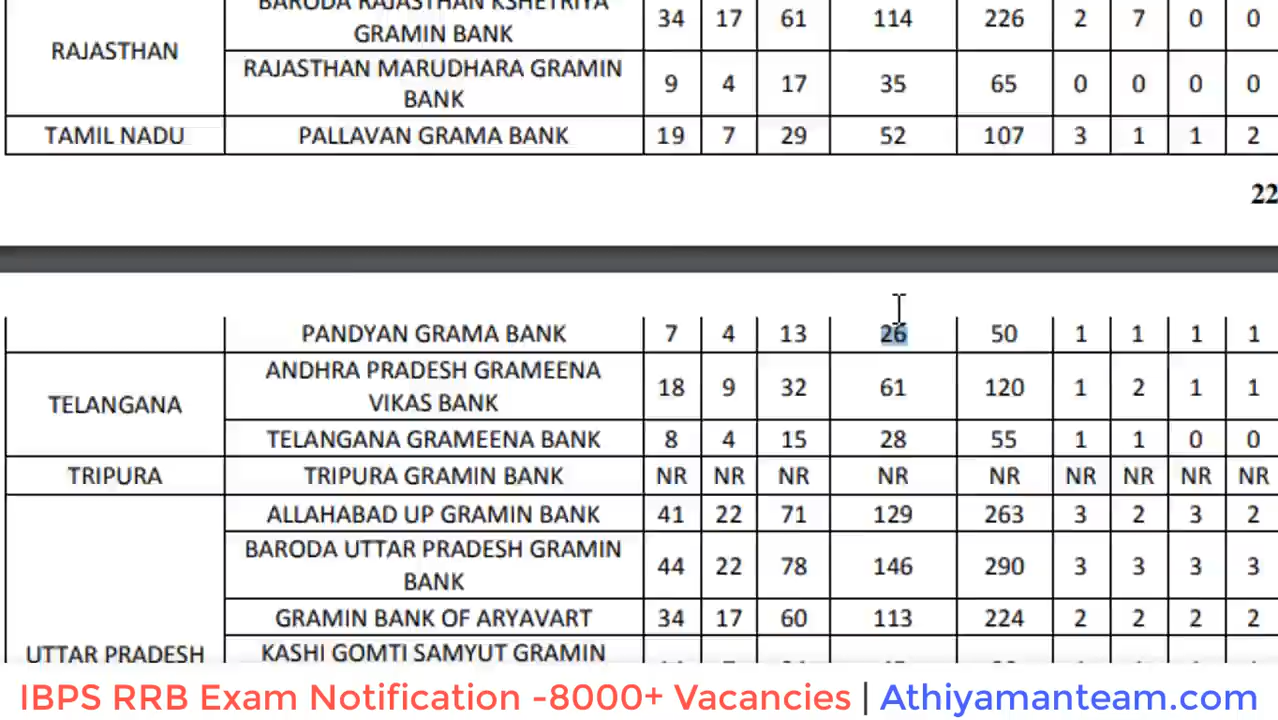 BARODA RAJASTHAN KSHETRIYA
GRAMIN BANK 34 17 61 114 226 2 7 0 0
RAJASTHAN
RAJASTHAN MARUDHARA GRAMIN
BANK 9 4 17 35 65 0 0 0 0
TAMIL NADU PALLAVAN GRAMA BANK 19 7 29 52 107 3 1 1 2
22
PANDYAN GRAMA BANK 7 4 13 26 50 1 1 1 1
TELANGANA
ANDHRA PRADESH GRAMEENA
VIKAS BANK 18 9 32 61 120 1 2 1 1
TELANGANA GRAMEENA BANK 8 4 15 28 55 1 1 0 0
TRIPURA TRIPURA GRAMIN BANK NR NR NR NR NR NR NR NR NR
ALLAHABAD UP GRAMIN BANK 41 22 71 129 263 3 2 3 2
BARODA UTTAR PRADESH GRAMIN
BANK 44 22 78 146 290 3 3 3 3
GRAMIN BANK OF ARYAVART 34 17 60 113 224 2 2 2 2
UTTAR PRADESH
KASHI GOMTI SAMYUT GRAMIN
IBPS RRB Exam Notification -8000+ Vacancies | Athiyamanteam.com